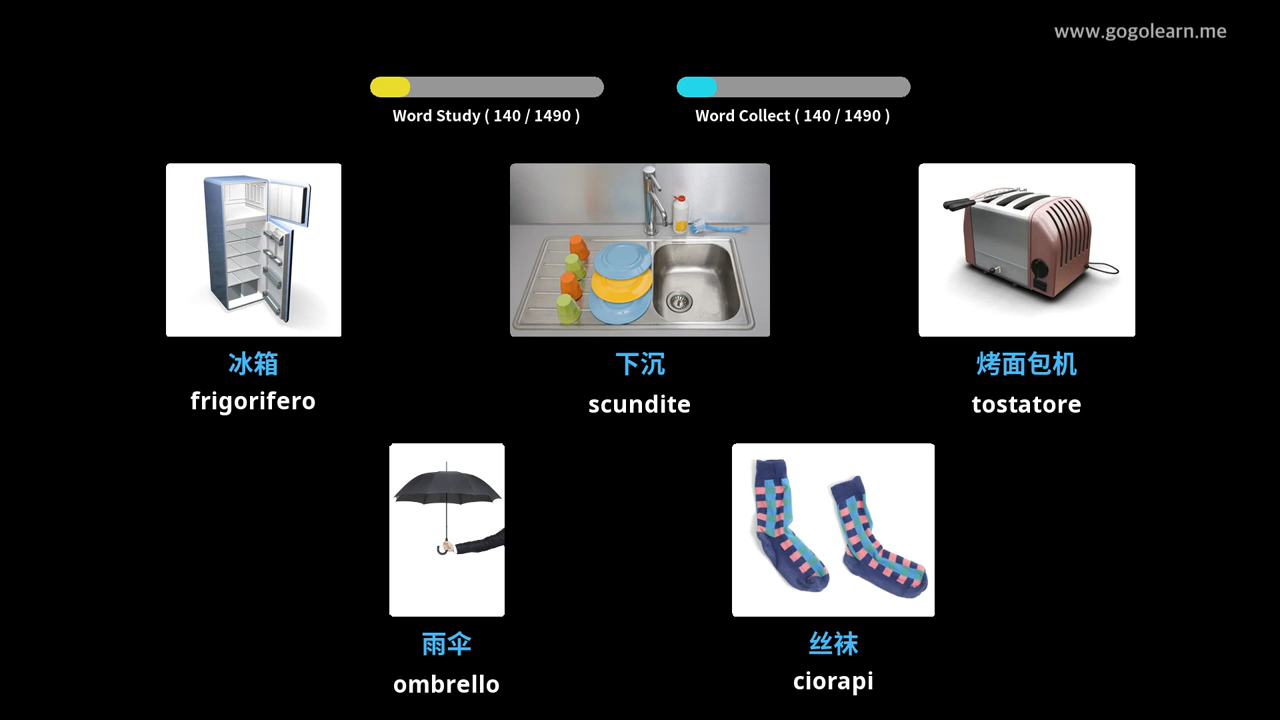 www.gogolearn.me
Word Study ( 140 / 1490 )
Word Collect ( 140 / 1490 )
冰箱
frigorifero
下沉
scundite
烤面包机
tostatore
雨伞
ombrello
丝袜
ciorapi